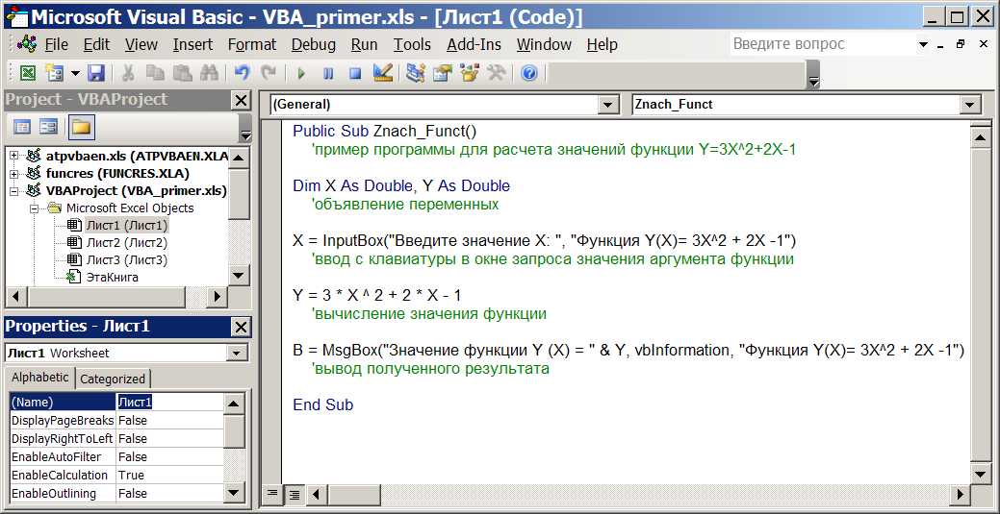 Microsoft Visual Basic - VBA_primer.xls - [Лист1 (Code)]
File Edit View Insert Format Debug Run Tools Add-Ins Window Help Введите вопрос
Project - VBAProject
atpvbaen.xls (ATPVBAEN.XLA
funcres (FUNCRES.XLA)
VBAProject (VBA_primer.xls)
Microsoft Excel Objects
Лист1 (Лист1)
Лист2 (Лист2)
Лист3 (Лист3)
ЭтаКнига
Properties - Лист1
Лист1 Worksheet
Alphabetic Categorized
(Name) Лист1
DisplayPageBreaks False
DisplayRightToLeft False
EnableAutoFilter False
EnableCalculation True
EnableOutlining False
(General) Znach_Funct
Public Sub Znach_Funct()
'пример программы для расчета значений функции Y=3X^2+2X-1
Dim X As Double, Y As Double
'объявление переменных
X = InputBox("Введите значение X: ", "Функция Y(X)= 3X^2 + 2X -1")
'ввод с клавиатуры в окне запроса значения аргумента функции
Y = 3 * X ^ 2 + 2 * X - 1
'вычисление значения функции
B = MsgBox("Значение функции Y (X) = " & Y, vbInformation, "Функция Y(X)= 3X^2 + 2X -1")
'вывод полученного результата
End Sub